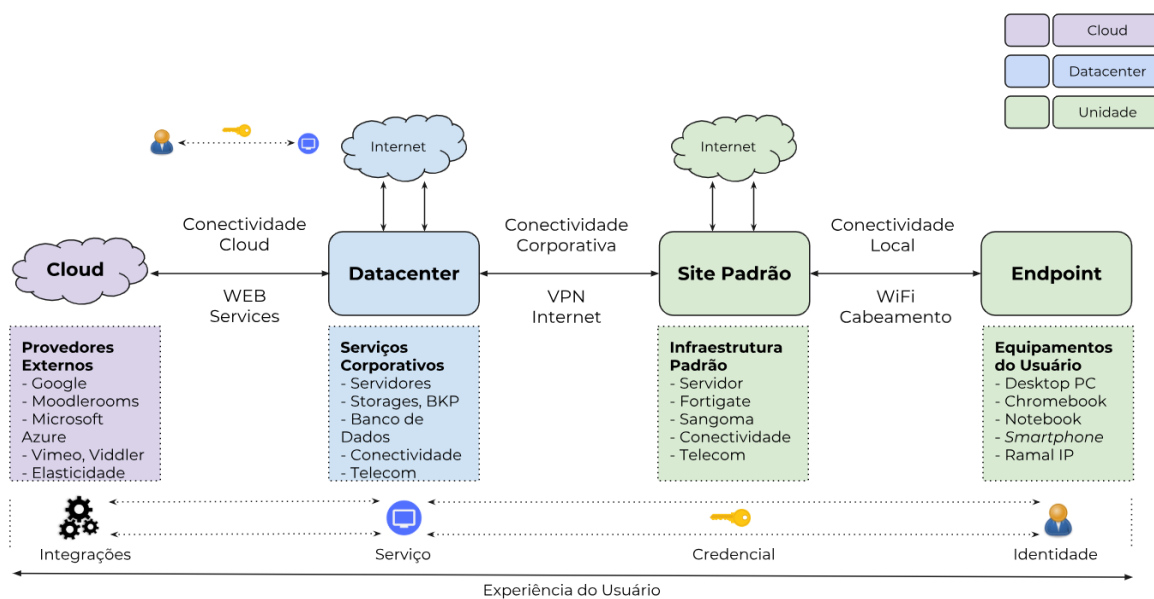 Cloud
Datacenter
Unidade
Internet
Internet
Conectividade
Cloud
Conectividade
Corporativa
Conectividade
Local
Cloud
Datacenter
Site Padrão
Endpoint
WEB
Services
VPN
Internet
WiFi
Cabeamento
Provedores
Externos
- Google
- Moodlerooms
- Microsoft
Azure
- Vimeo, Viddler
- Elasticidade
Serviços
Corporativos
- Servidores
- Storages, BKP
- Banco de
Dados
- Conectividade
- Telecom
Infraestrutura
Padrão
- Servidor
- Fortigate
- Sangoma
- Conectividade
- Telecom
Equipamentos
do Usuário
- Desktop PC
- Chromebook
- Notebook
- Smartphone
- Ramal IP
Integrações
Serviço
Credencial
Identidade
Experiência do Usuário